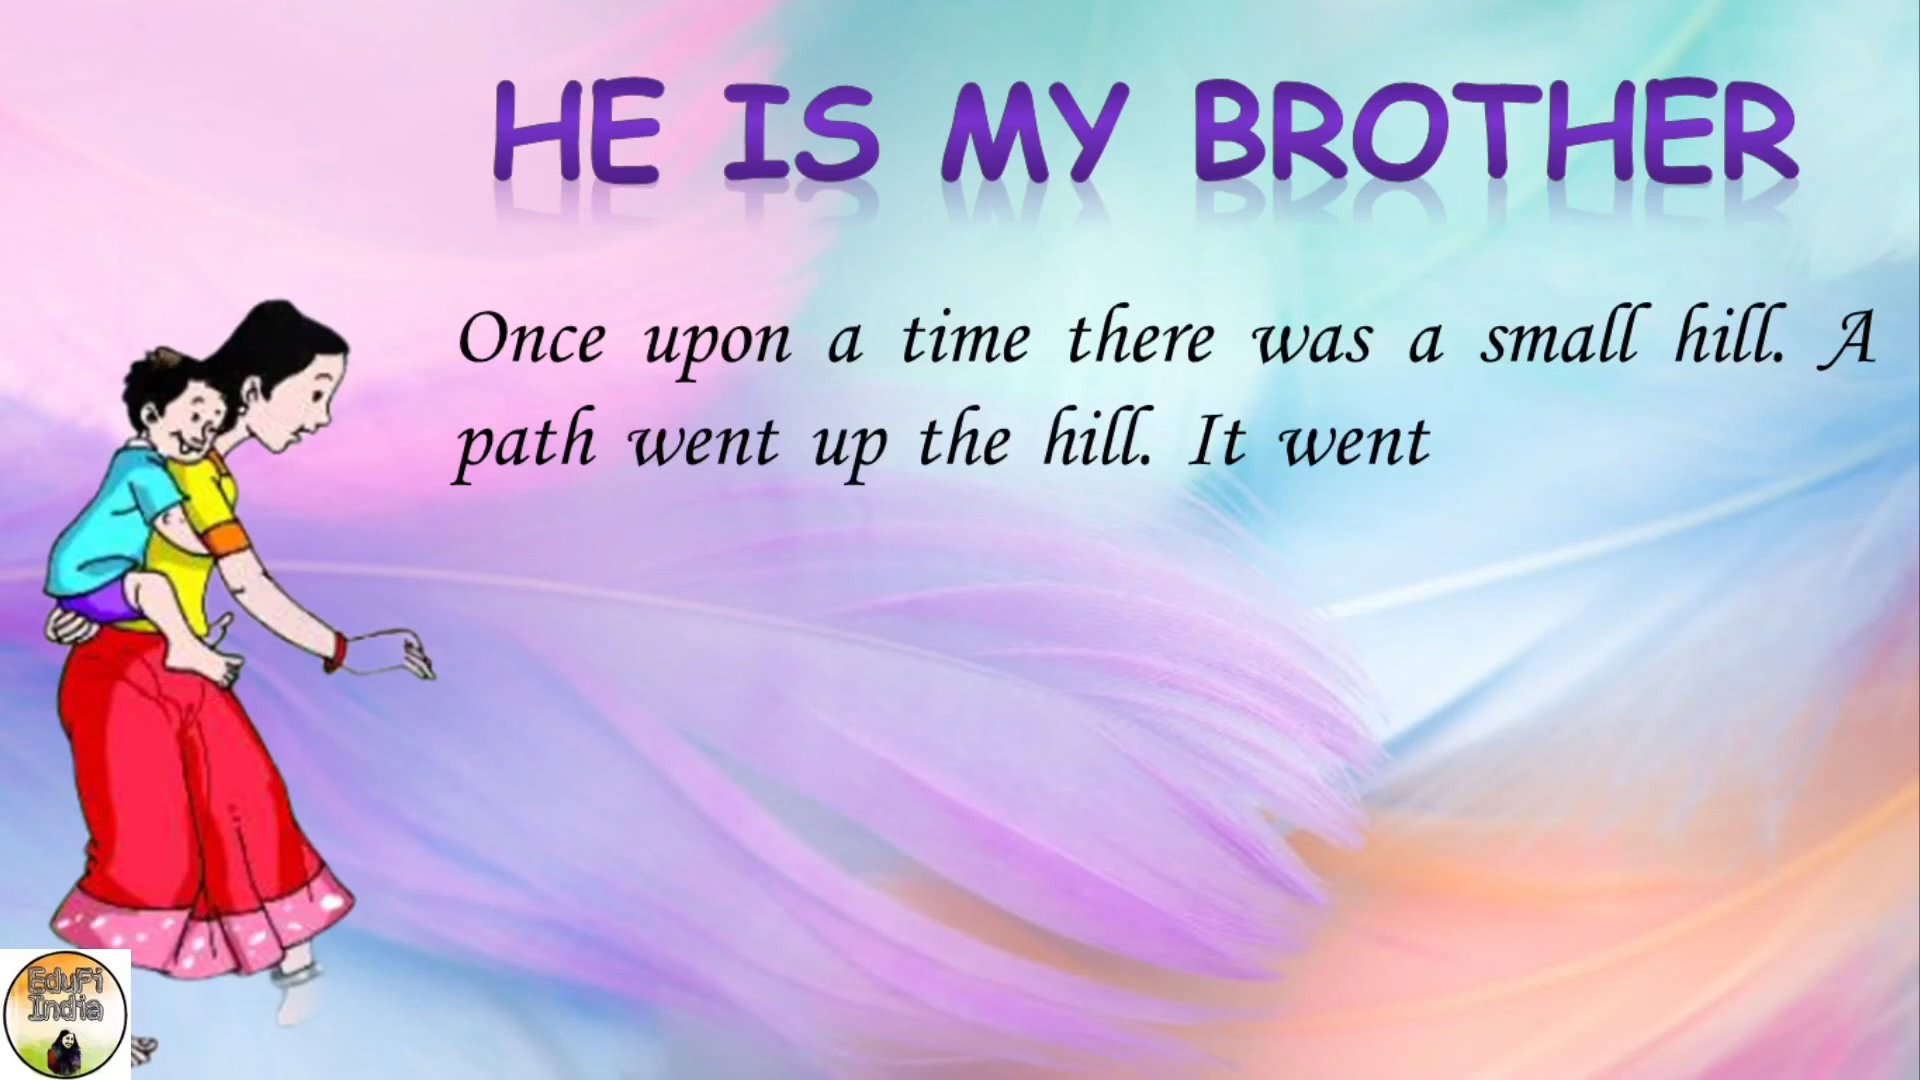 HE IS MY BROTHER
Once upon a time there was a small hill. A
path went up the hill. It went
EduFi
India